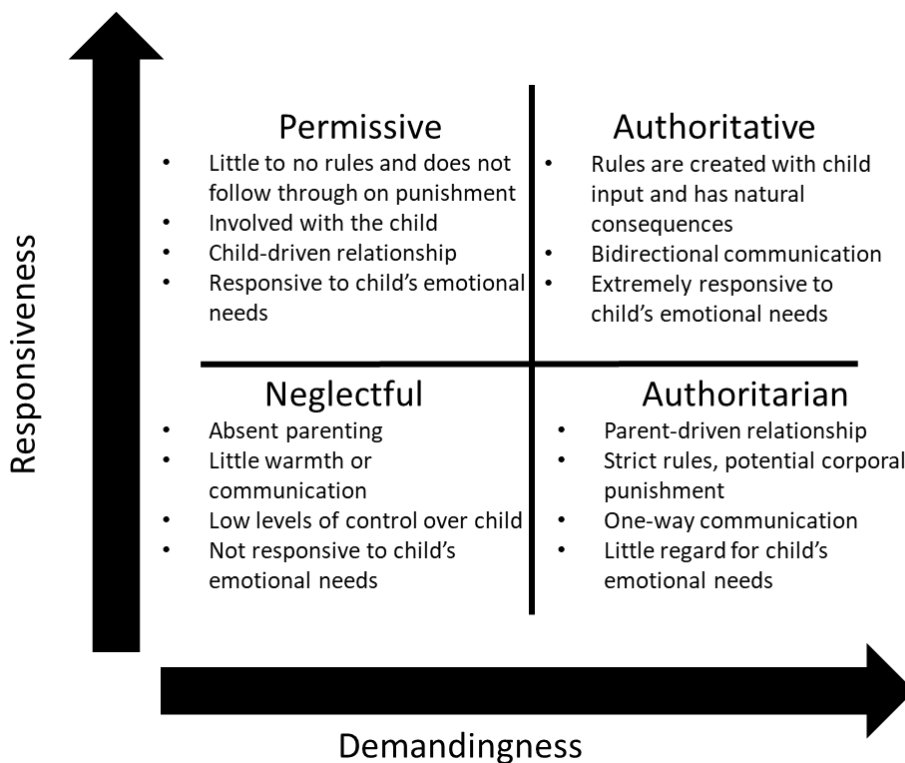 Responsiveness
Permissive
• Little to no rules and does not
follow through on punishment
• Involved with the child
• Child-driven relationship
• Responsive to child’s emotional
needs
Authoritative
• Rules are created with child
input and has natural
consequences
• Bidirectional communication
• Extremely responsive to
child’s emotional needs
Neglectful
• Absent parenting
• Little warmth or
communication
• Low levels of control over child
• Not responsive to child’s
emotional needs
Authoritarian
• Parent-driven relationship
• Strict rules, potential corporal
punishment
• One-way communication
• Little regard for child’s
emotional needs
Demandingness